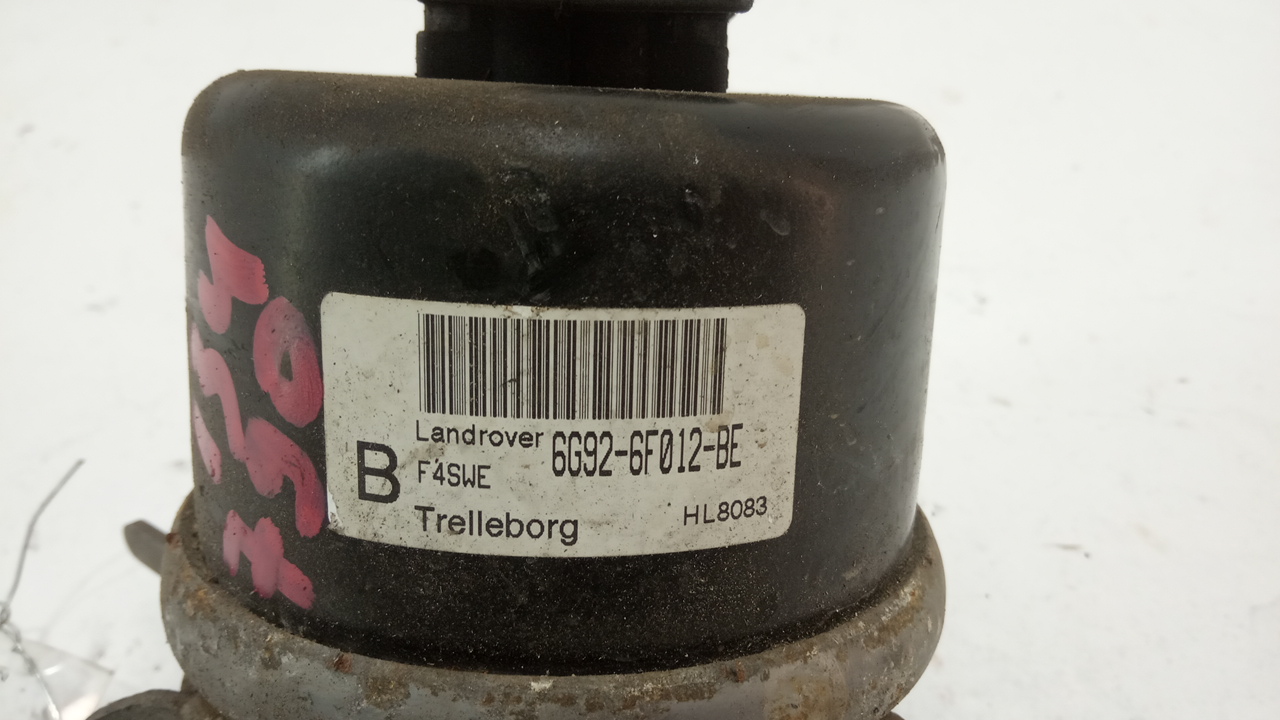 Landrover 6G92-6F012-BE
B F4SWE
Trelleborg HL8083